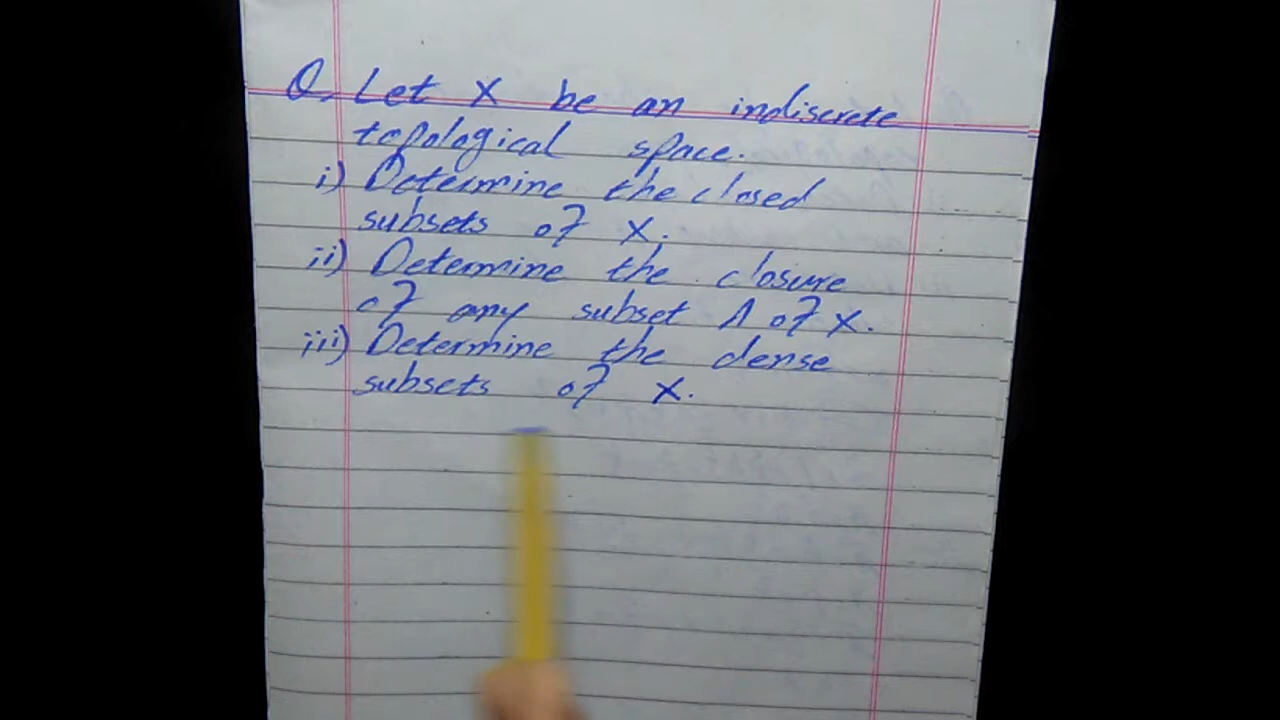 Q. Let X be an indiscrete
topological space.
i) Determine the closed
subsets of X.
ii) Determine the closure
of any subset A of X.
iii) Determine the dense
subsets of X.